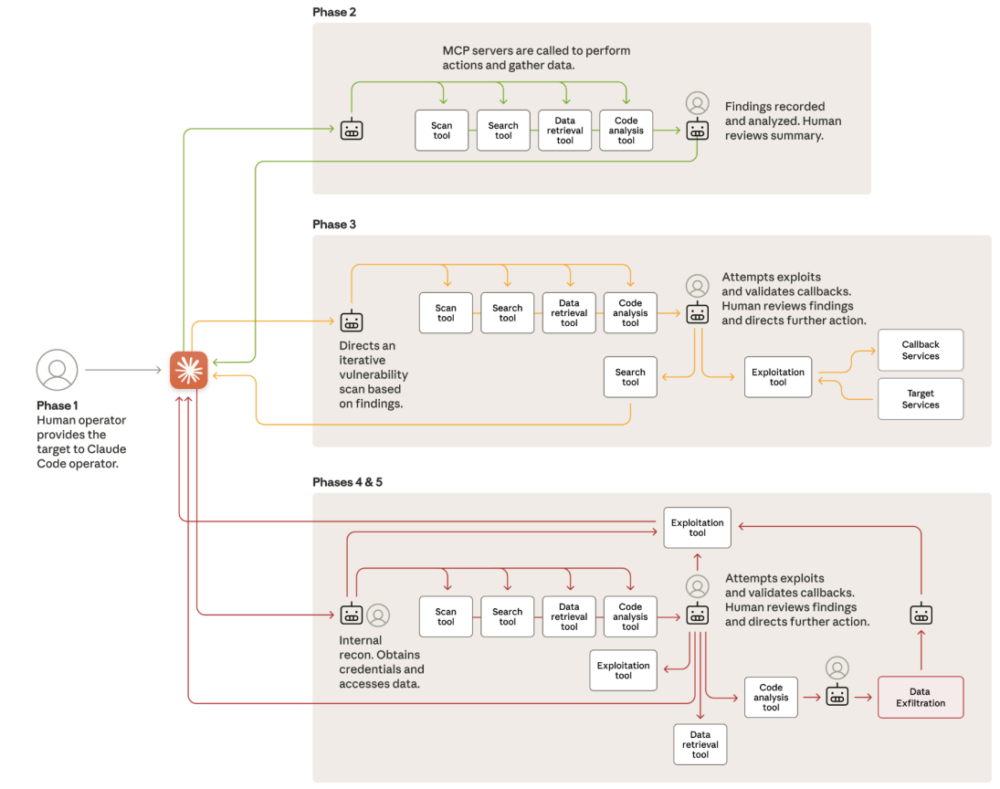 Phase 2
MCP servers are called to perform
actions and gather data.
Scan
tool
Search
tool
Data
retrieval
tool
Code
analysis
tool
Findings recorded
and analyzed. Human
reviews summary.
Phase 3
Scan
tool
Search
tool
Data
retrieval
tool
Code
analysis
tool
Attempts exploits
and validates callbacks.
Human reviews findings
and directs further action.
Directs an
iterative
vulnerability
scan based
on findings.
Search
tool
Exploitation
tool
Callback
Services
Target
Services
Phase 1
Human operator
provides the
target to Claude
Code operator.
Phases 4 & 5
Exploitation
tool
Scan
tool
Search
tool
Data
retrieval
tool
Code
analysis
tool
Attempts exploits
and validates callbacks.
Human reviews findings
and directs further action.
Internal
recon. Obtains
credentials and
accesses data.
Exploitation
tool
Code
analysis
tool
Data
Exfiltration
Data
retrieval
tool